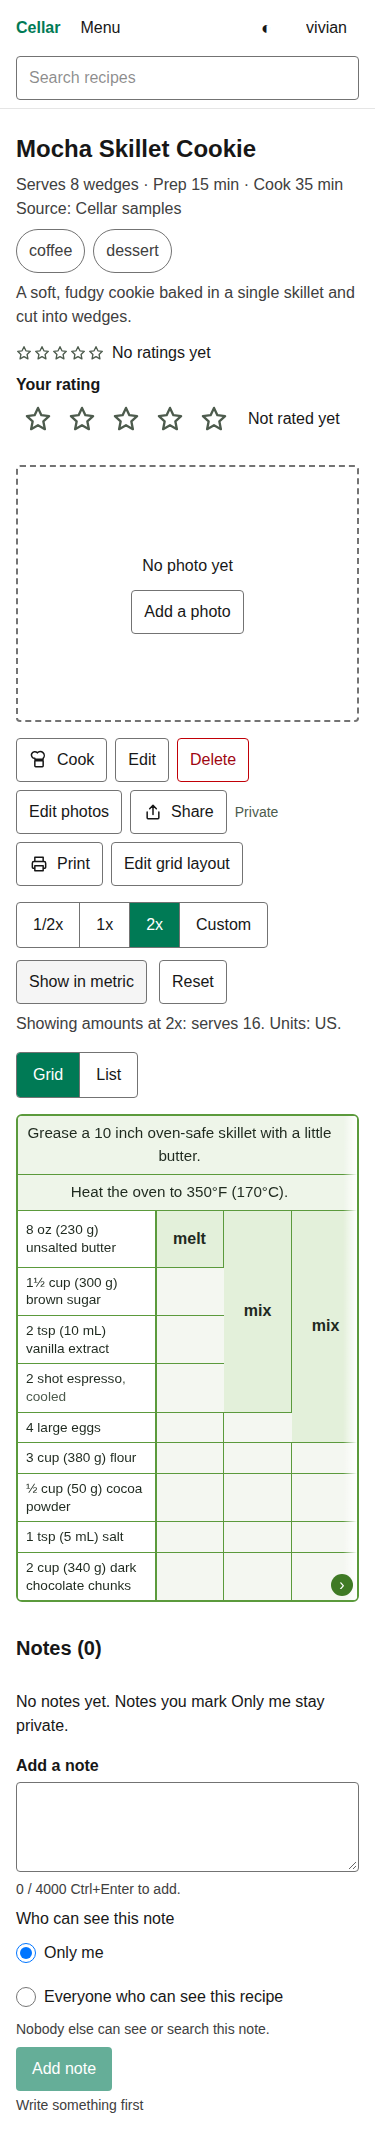 Cellar Menu vivian
Search recipes
Mocha Skillet Cookie
Serves 8 wedges · Prep 15 min · Cook 35 min
Source: Cellar samples
coffee dessert
A soft, fudgy cookie baked in a single skillet and
cut into wedges.
No ratings yet
Your rating
Not rated yet
No photo yet
Add a photo
Cook Edit Delete
Edit photos Share Private
Print Edit grid layout
1/2x 1x 2x Custom
Show in metric Reset
Showing amounts at 2x: serves 16. Units: US.
Grid List
Grease a 10 inch oven-safe skillet with a little
butter.
Heat the oven to 350°F (170°C).
8 oz (230 g)
unsalted butter
melt
mix
mix
1½ cup (300 g)
brown sugar
2 tsp (10 mL)
vanilla extract
2 shot espresso,
cooled
4 large eggs
3 cup (380 g) flour
½ cup (50 g) cocoa
powder
1 tsp (5 mL) salt
2 cup (340 g) dark
chocolate chunks
Notes (0)
No notes yet. Notes you mark Only me stay
private.
Add a note
0 / 4000 Ctrl+Enter to add.
Who can see this note
Only me
Everyone who can see this recipe
Nobody else can see or search this note.
Add note
Write something first